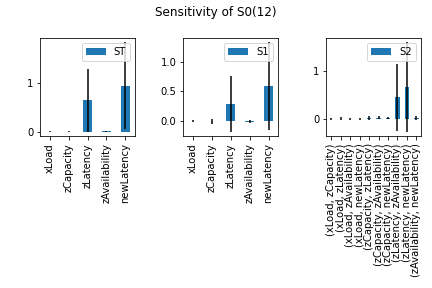 Sensitivity of S0(12)
ST
1
0
xLoad
zCapacity
zLatency
zAvailability
newLatency
S1
1.0
0.5
0.0
xLoad
zCapacity
zLatency
zAvailability
newLatency
S2
1
0
(xLoad, zCapacity)
(xLoad, zLatency)
(xLoad, zAvailability)
(xLoad, newLatency)
(zCapacity, zLatency)
(zCapacity, zAvailability)
(zCapacity, newLatency)
(zLatency, zAvailability)
(zLatency, newLatency)
(zAvailability, newLatency)